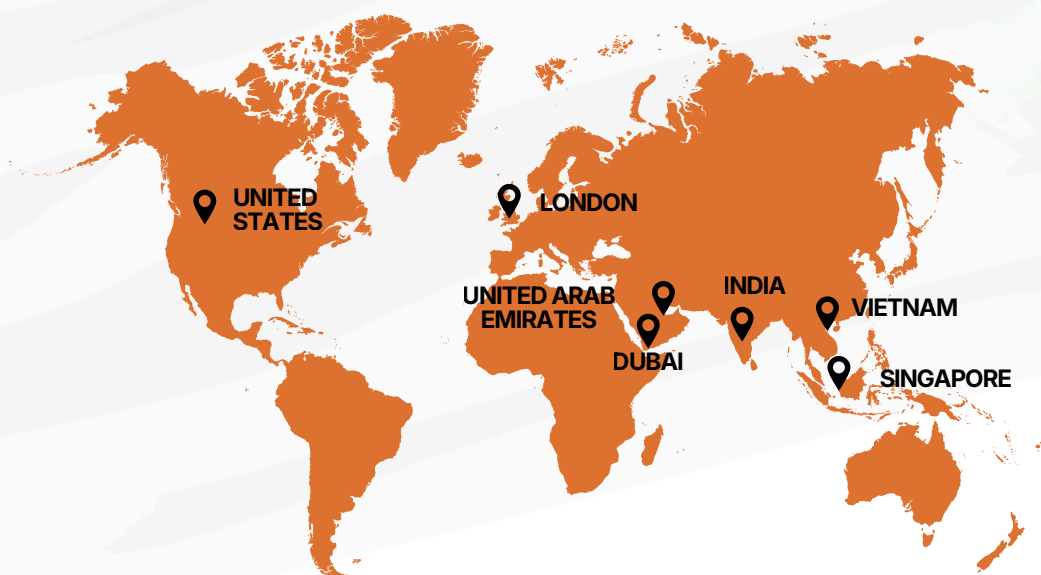 UNITED
STATES
LONDON
UNITED ARAB
EMIRATES
DUBAI
INDIA
VIETNAM
SINGAPORE